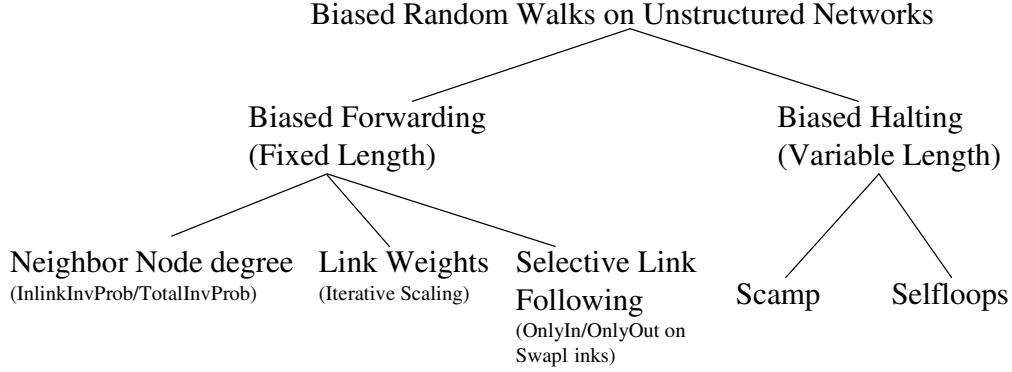 Biased Random Walks on Unstructured Networks
Biased Forwarding
(Fixed Length)
Biased Halting
(Variable Length)
Neighbor Node degree
(InlinkInvProb/TotalInvProb)
Link Weights
(Iterative Scaling)
Selective Link
Following
(OnlyIn/OnlyOut on
Swapl inks)
Scamp
Selfloops